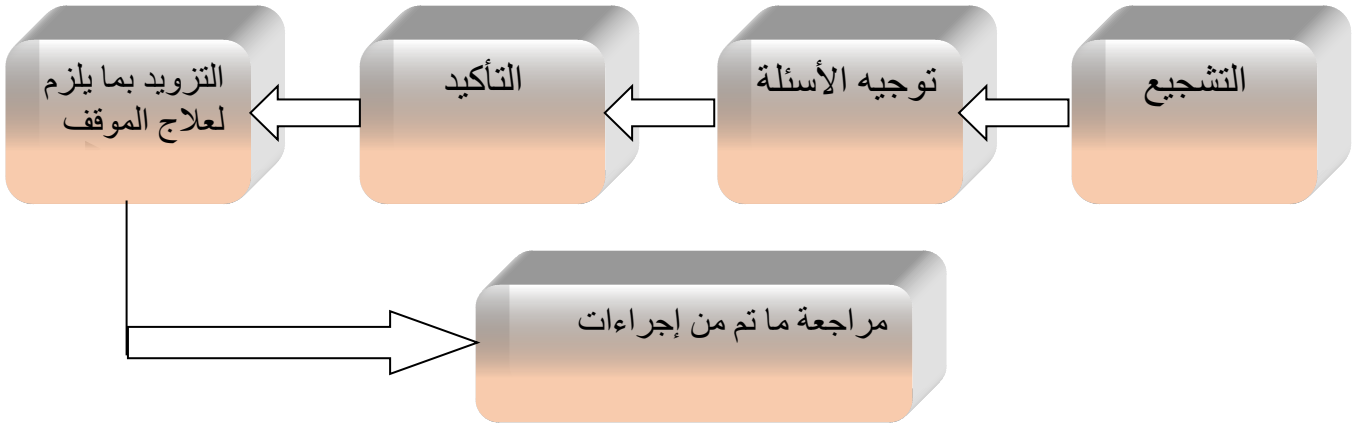 التشجيع
توجيه الأسئلة
التأكيد
التزويد بما يلزم
لعلاج الموقف
مراجعة ما تم من إجراءات